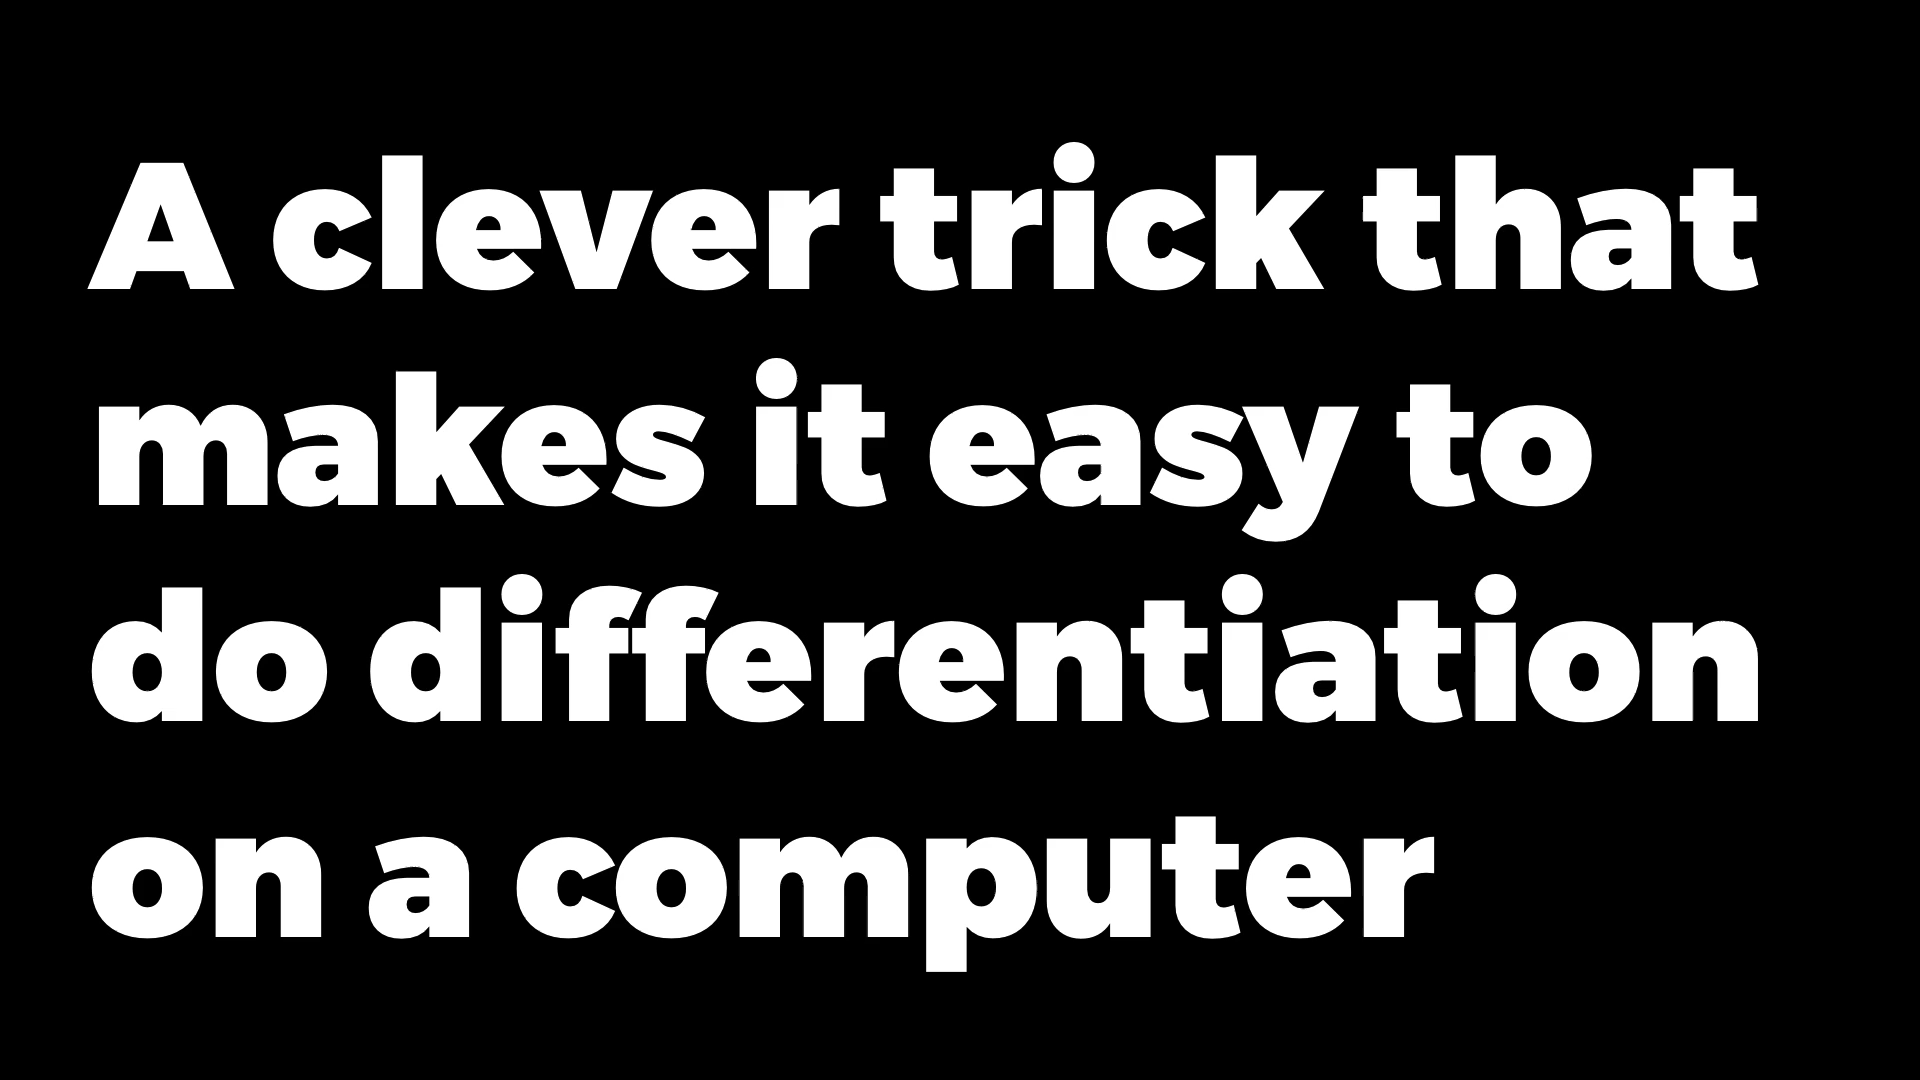 A clever trick that
makes it easy to
do differentiation
on a computer